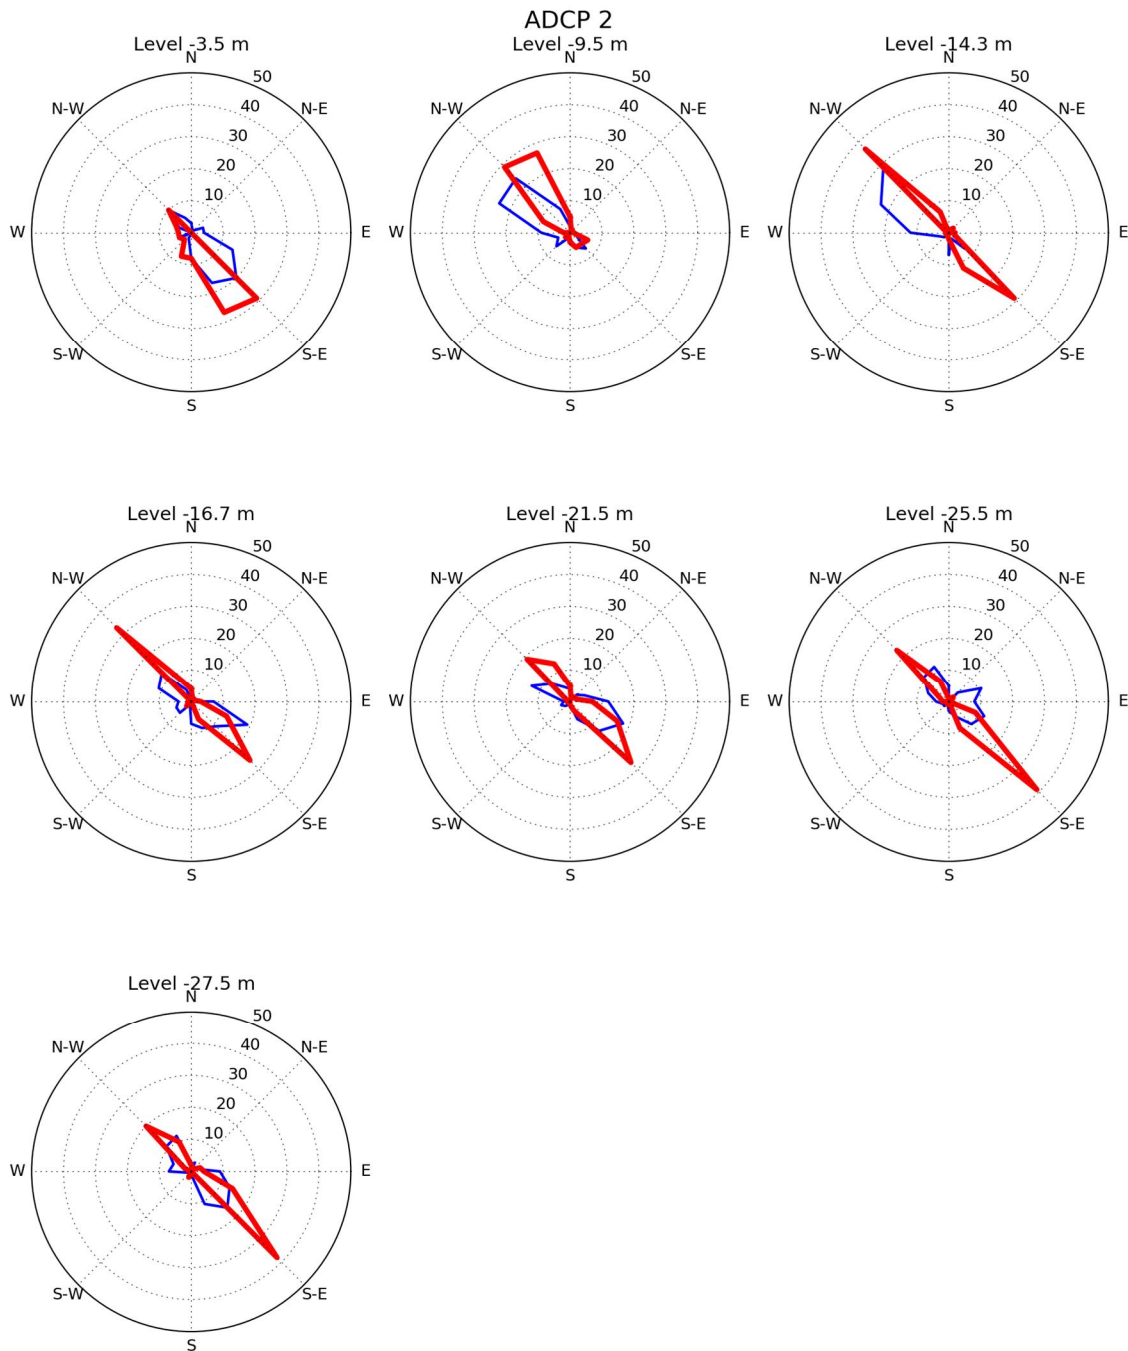 ADCP 2
Level -3.5 m
Level -9.5 m
Level -14.3 m
N
50
N
50
N
50
N-W
40
N-E
N-W
40
N-E
N-W
40
N-E
30
30
30
20
20
20
10
10
10
W
E
W
E
W
E
S-W
S-E
S-W
S-E
S-W
S-E
S
S
S
Level -16.7 m
Level -21.5 m
Level -25.5 m
N
50
N
50
N
50
N-W
40
N-E
N-W
40
N-E
N-W
40
N-E
30
30
30
20
20
20
10
10
10
W
E
W
E
W
E
S-W
S-E
S-W
S-E
S-W
S-E
S
S
S
Level -27.5 m
N
50
N-W
40
N-E
30
20
10
W
E
S-W
S-E
S